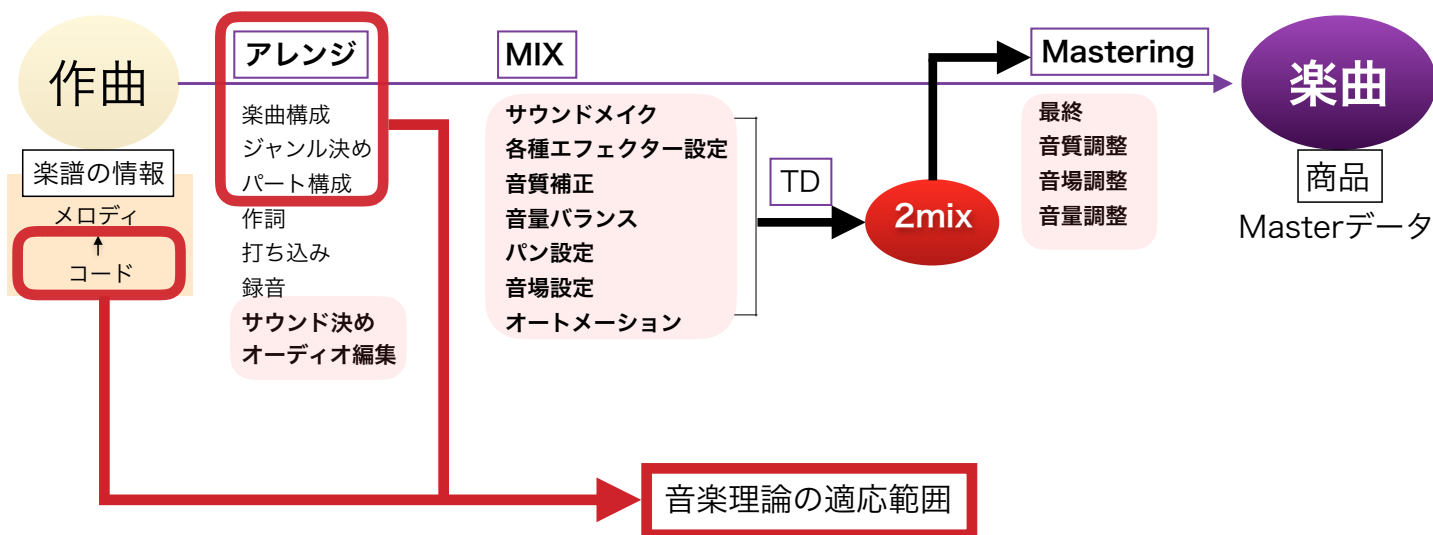 作曲
楽譜の情報
メロディ
コード
アレンジ
楽曲構成
ジャンル決め
パート構成
作詞
打ち込み
録音
サウンド決め
オーディオ編集
MIX
サウンドメイク
各種エフェクター設定
音質補正
音量バランス
パン設定
音場設定
オートメーション
TD
2mix
Mastering
最終
音質調整
音場調整
音量調整
楽曲
商品
Masterデータ
音楽理論の適応範囲